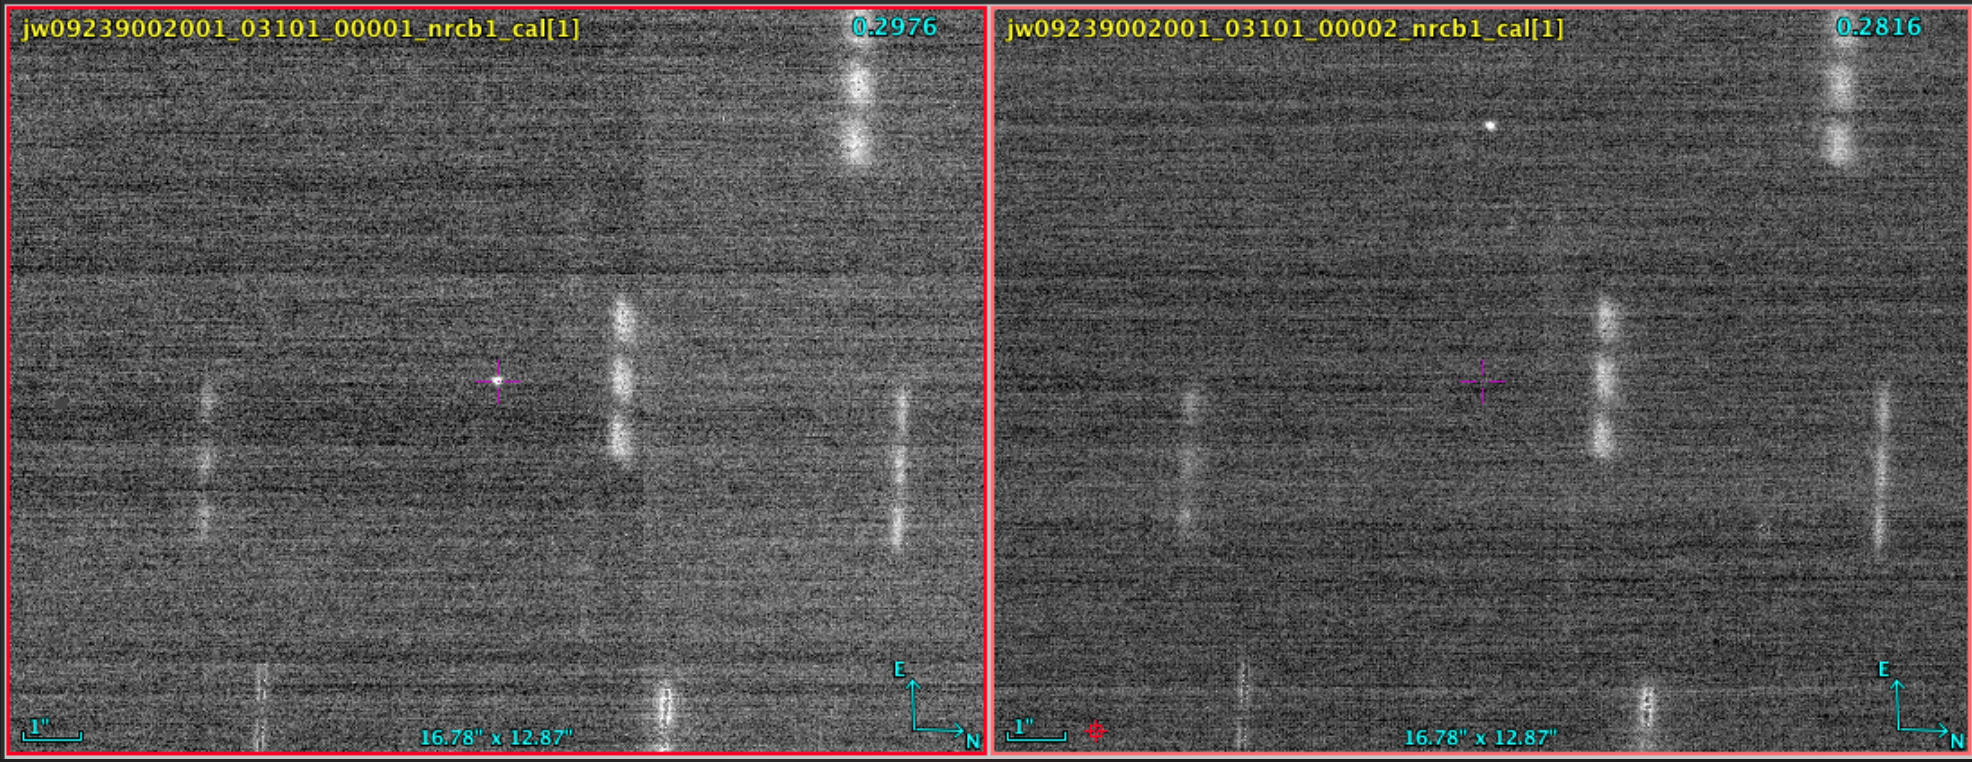 jw09239002001_03101_00001_nrcb1_cal[1]
0.2976
E
1"
16.78" x 12.87"
N
jw09239002001_03101_00002_nrcb1_cal[1]
0.2816
E
1"
16.78" x 12.87"
N